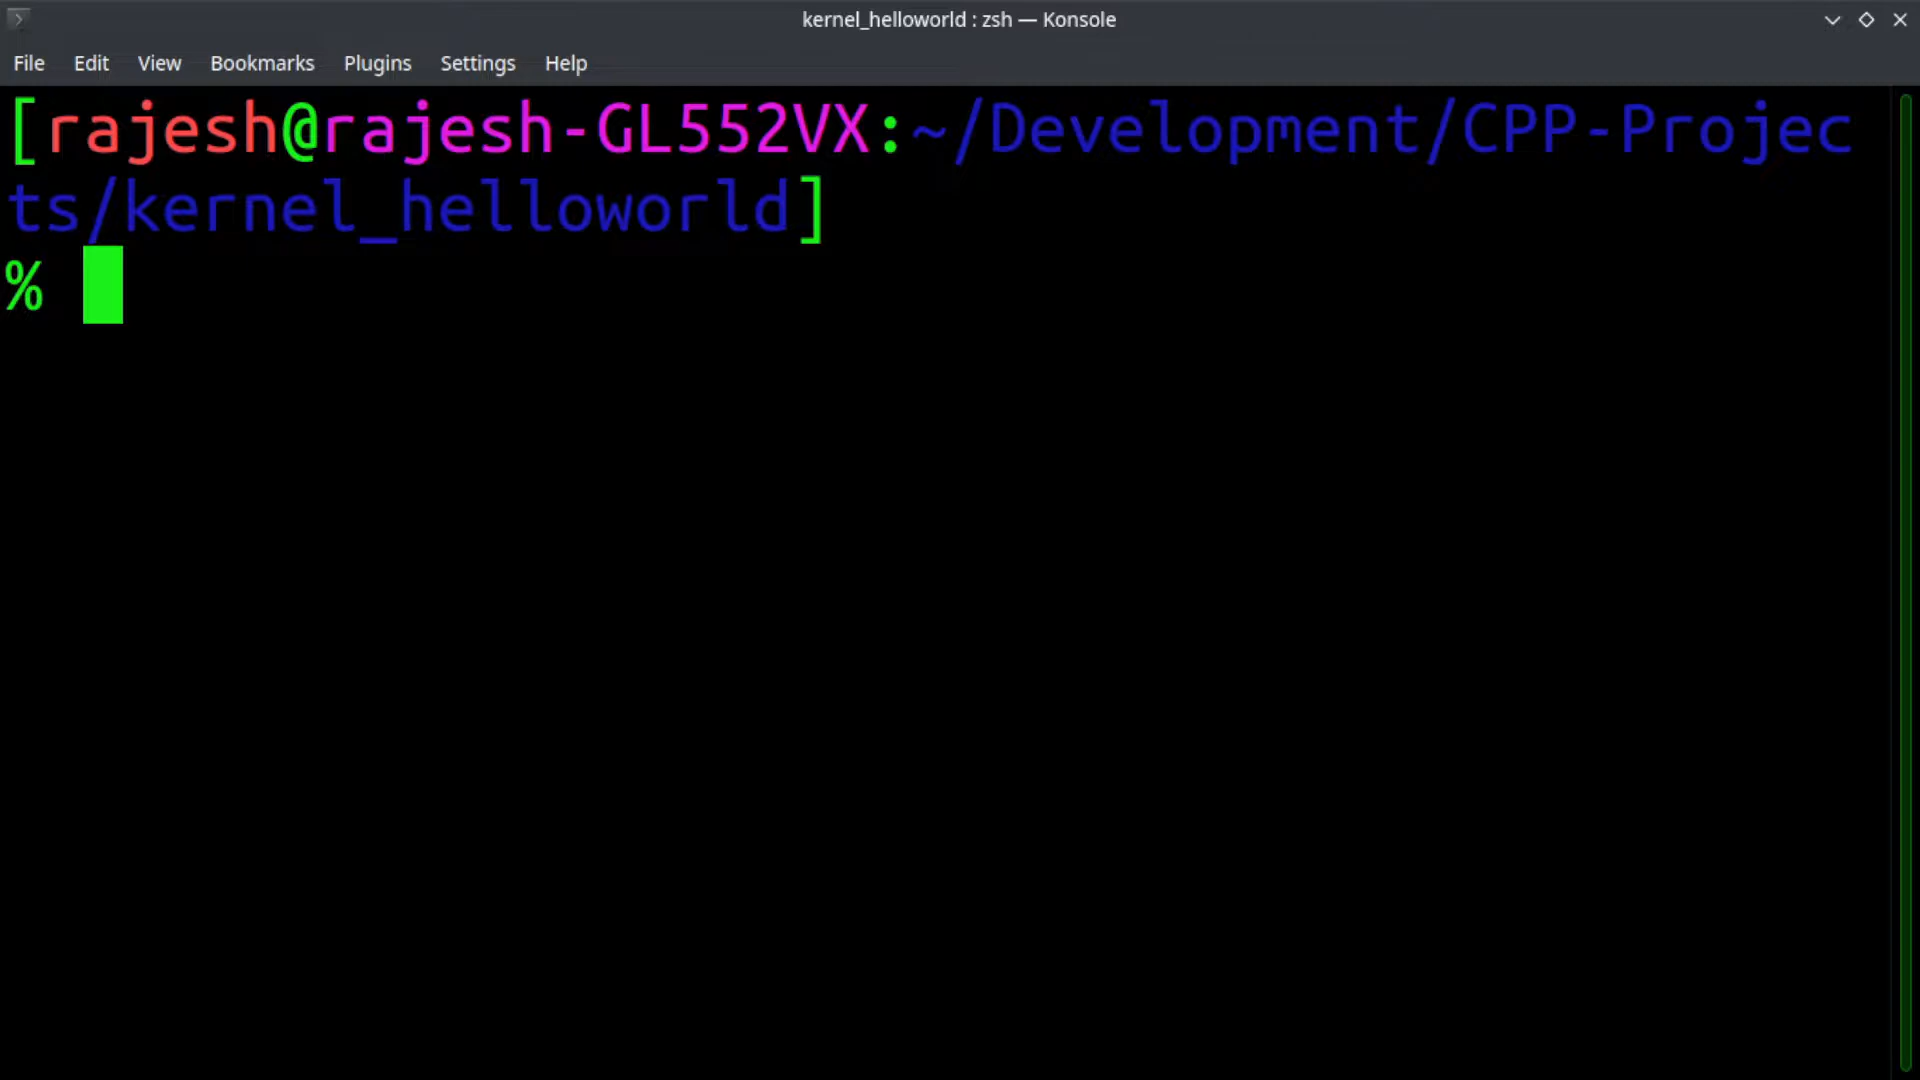 kernel_helloworld : zsh — Konsole
File Edit View Bookmarks Plugins Settings Help
[rajesh@rajesh-GL552VX:~/Development/CPP-Projec
ts/kernel_helloworld]
%